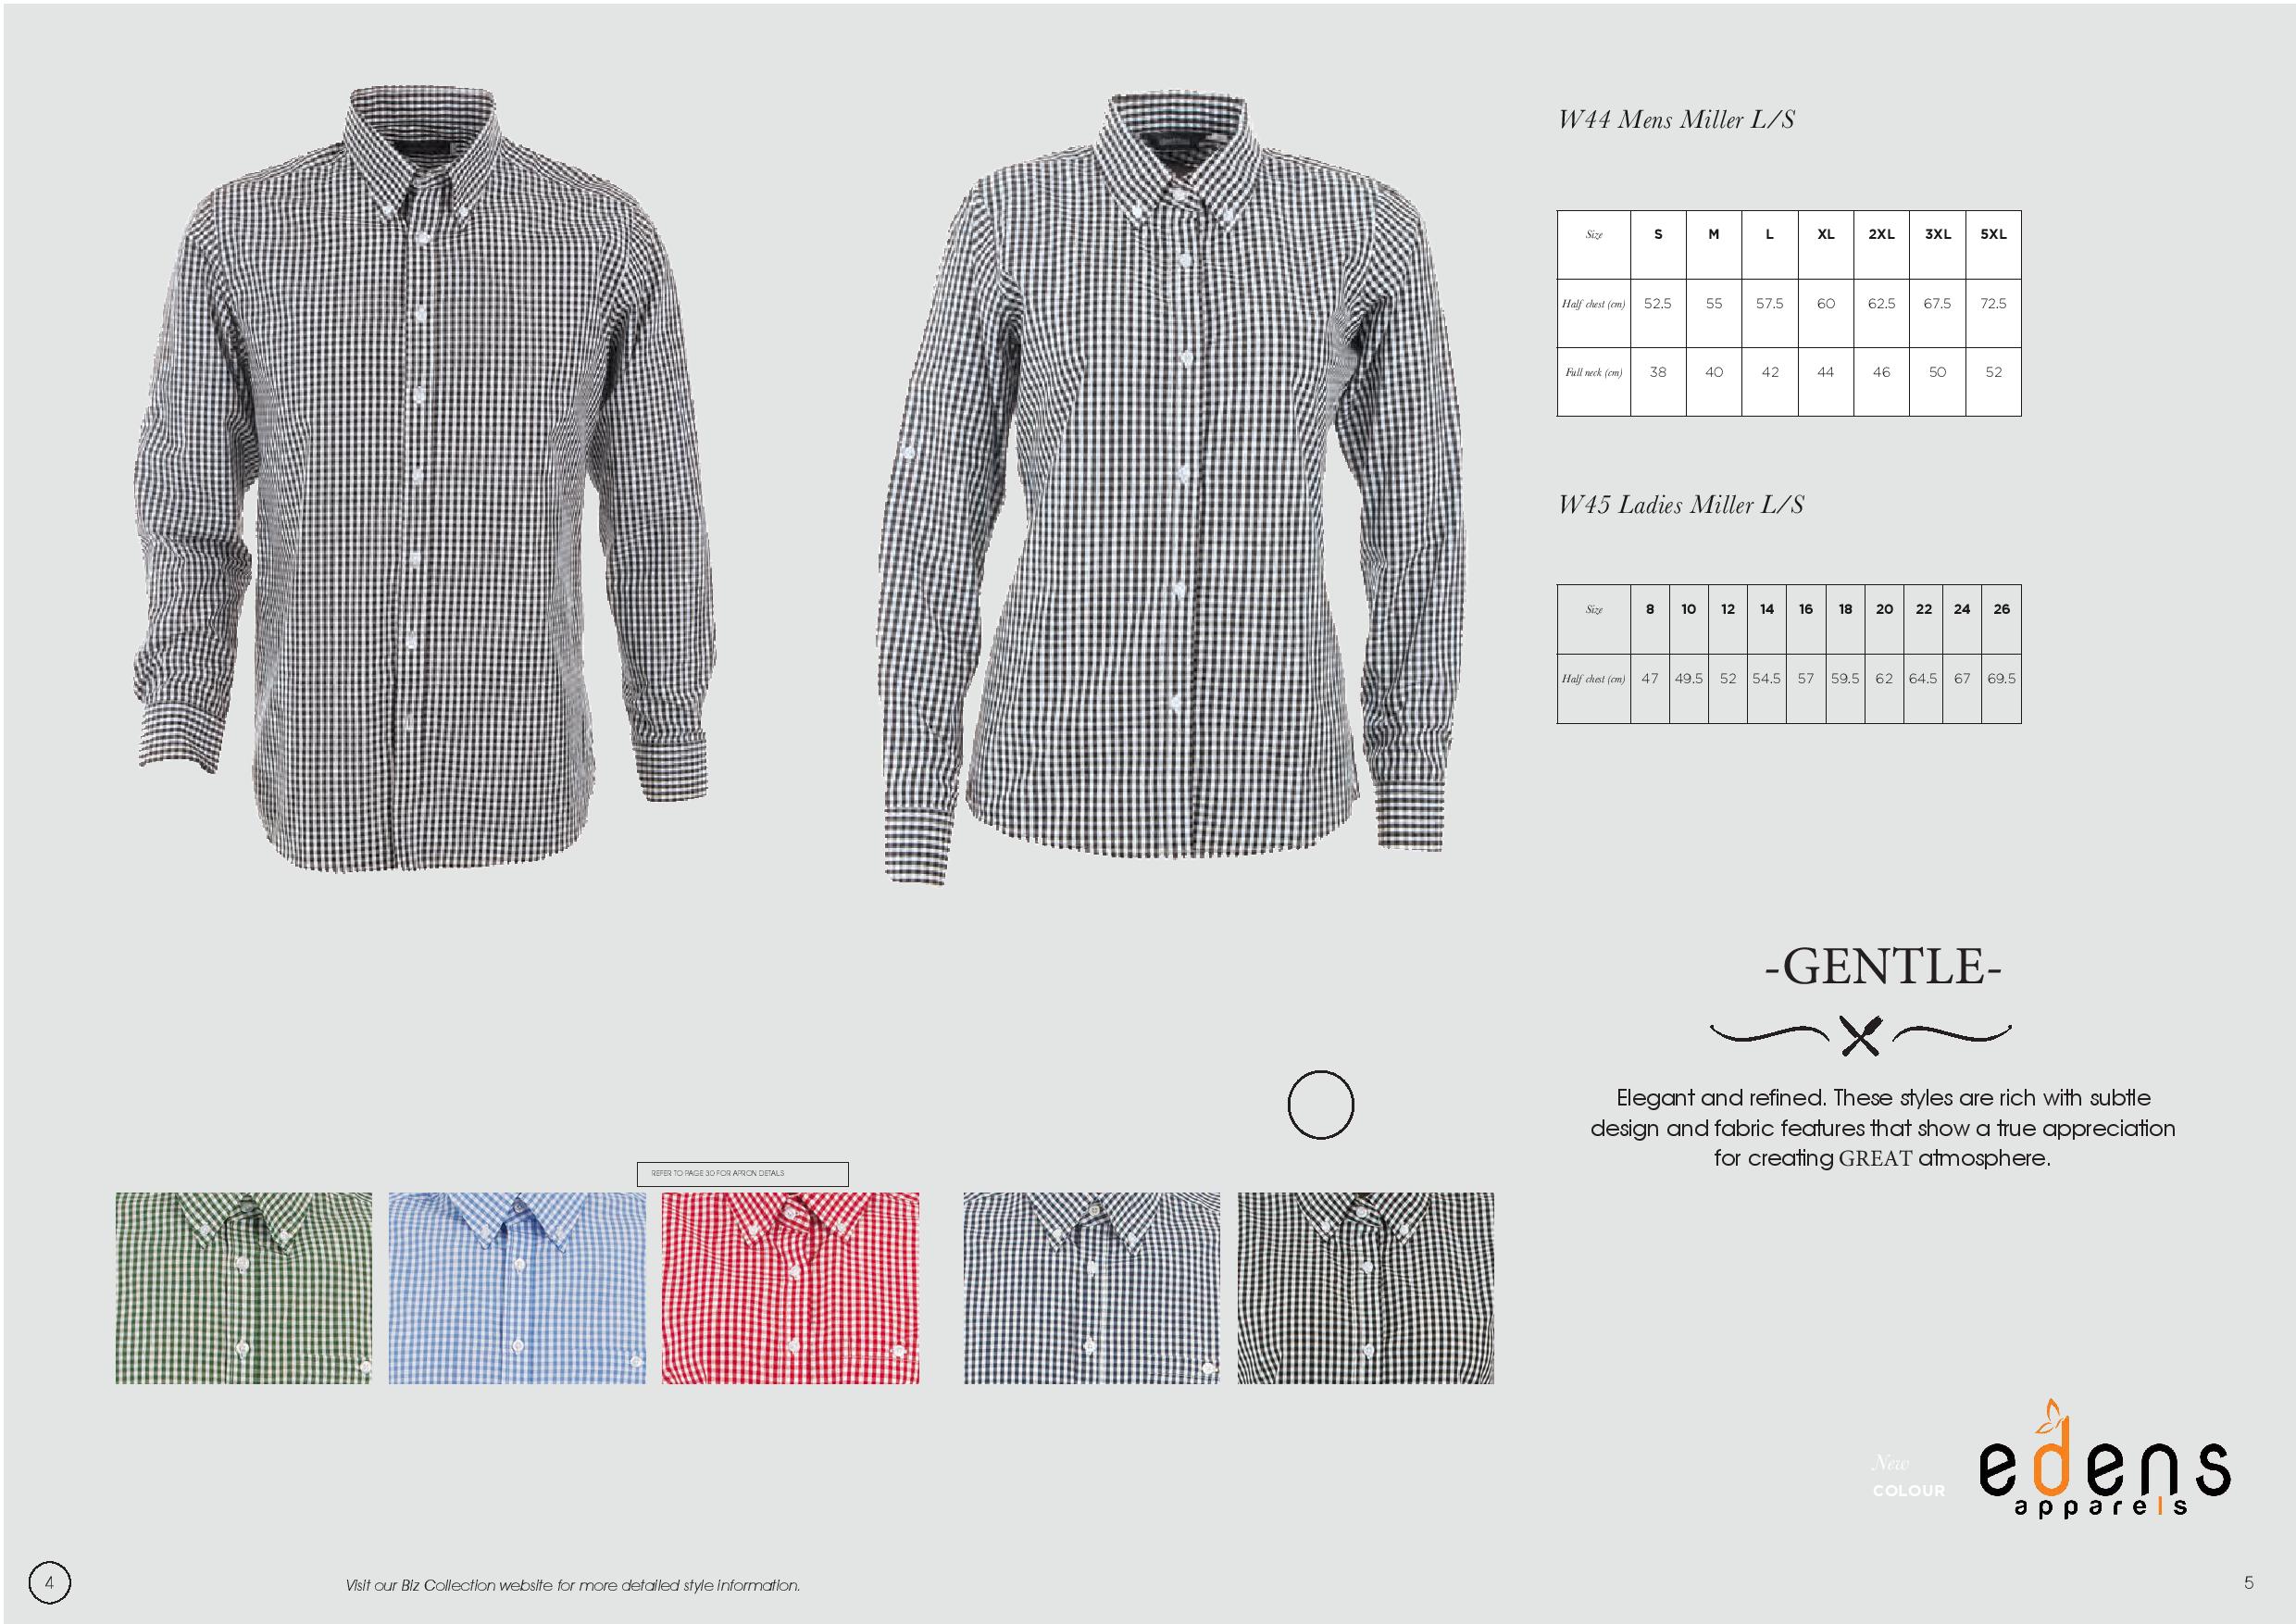 W44 Mens Miller L/S
Size S M L XL 2XL 3XL 5XL
Half chest (cm) 52.5 55 57.5 60 62.5 67.5 72.5
Full neck (cm) 38 40 42 44 46 50 52
W45 Ladies Miller L/S
Size 8 10 12 14 16 18 20 22 24 26
Half chest (cm) 47 49.5 52 54.5 57 59.5 62 64.5 67 69.5
-GENTLE-
Elegant and refined. These styles are rich with subtle
design and fabric features that show a true appreciation
for creating GREAT atmosphere.
REFER TO PAGE 30 FOR APRON DETAILS
New
COLOUR
edens
apparels
4
Visit our Biz Collection website for more detailed style information.
5